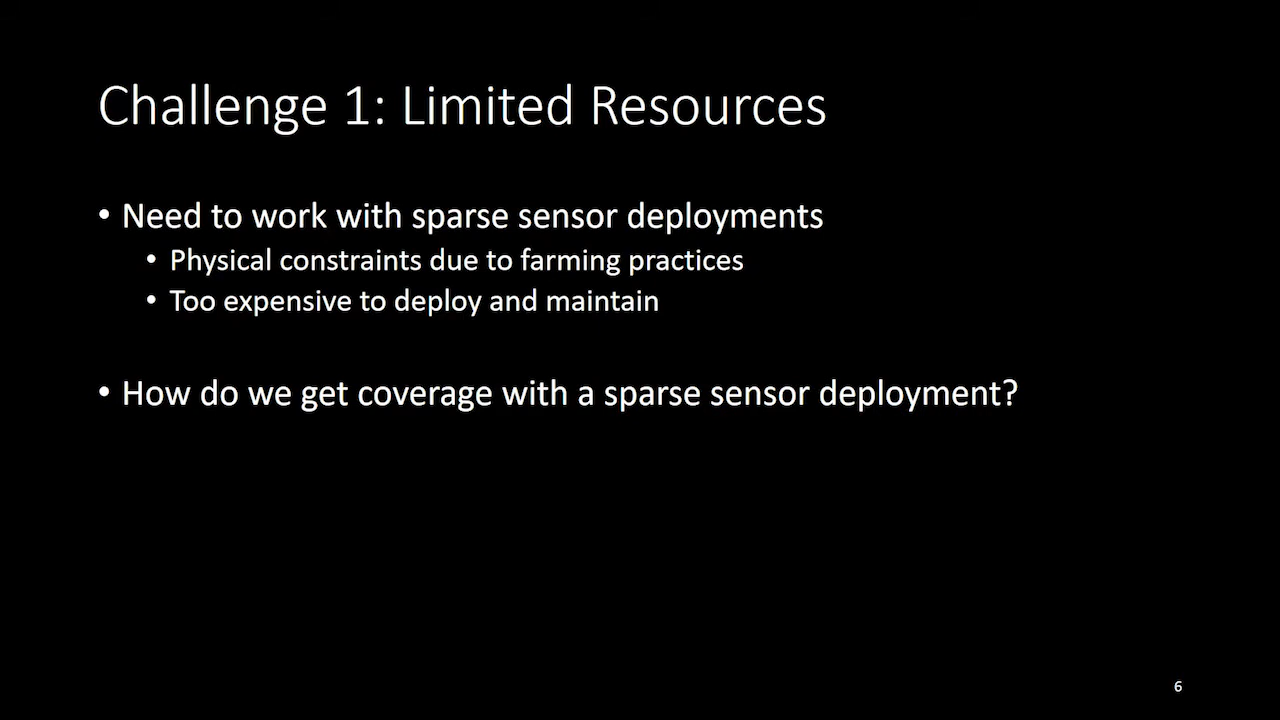 Challenge 1: Limited Resources
• Need to work with sparse sensor deployments
• Physical constraints due to farming practices
• Too expensive to deploy and maintain
• How do we get coverage with a sparse sensor deployment?
6